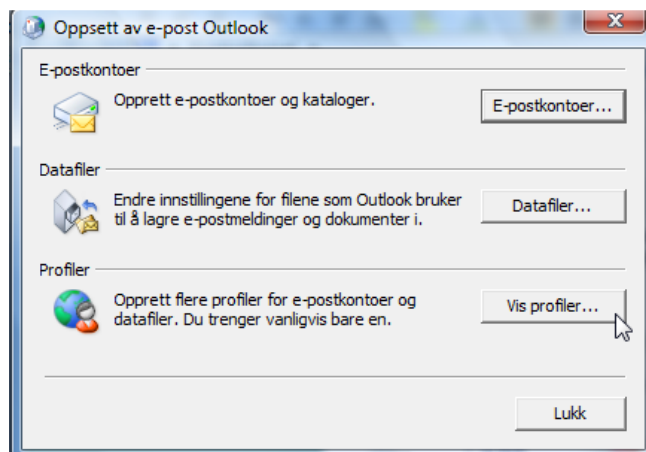 Oppsett av e-post Outlook
E-postkontoer
Opprett e-postkontoer og kataloger.
E-postkontoer...
Datafiler
Endre innstillingene for filene som Outlook bruker
til å lagre e-postmeldinger og dokumenter i.
Datafiler...
Profiler
Opprett flere profiler for e-postkontoer og
datafiler. Du trenger vanligvis bare en.
Vis profiler...
Lukk